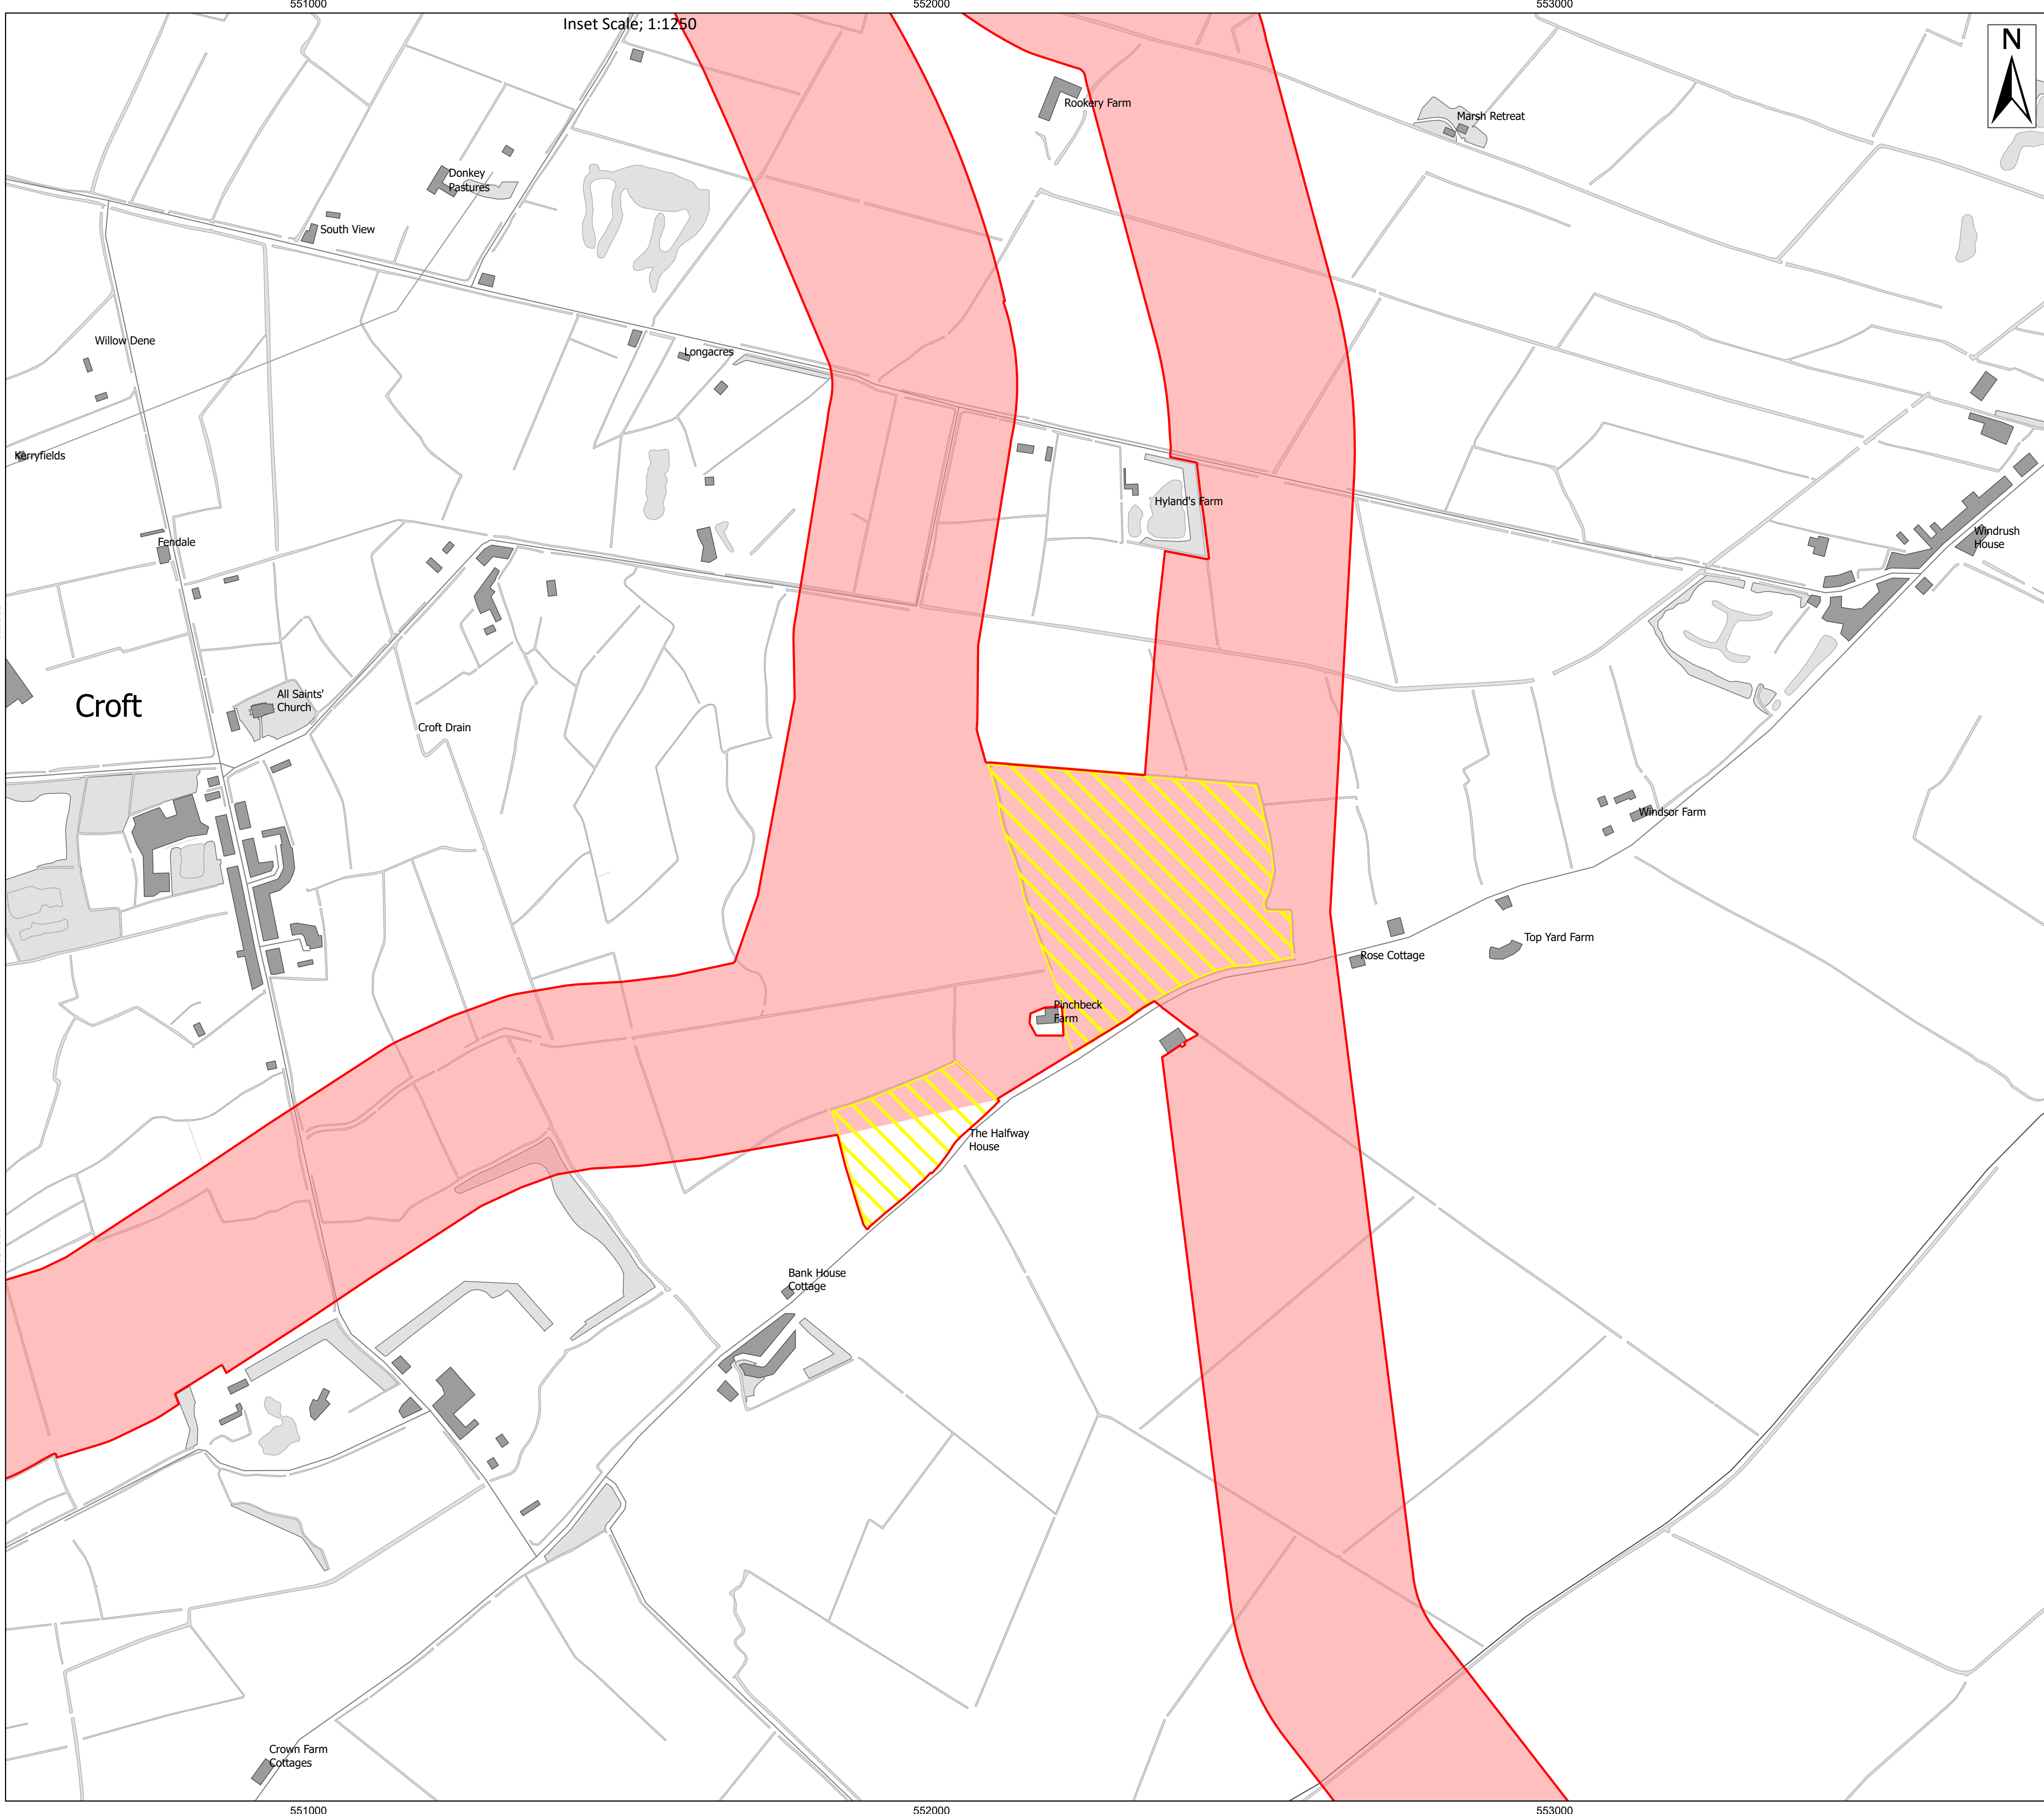 551000
552000
553000
Inset Scale; 1:1250
N
Rookery Farm
Marsh Retreat
Donkey
Pastures
South View
Willow Dene
Longacres
Kerryfields
Hyland's Farm
Windrush
House
Fendale
All Saints'
Church
Croft
Croft Drain
Windsor Farm
Top Yard Farm
Rose Cottage
Pinchbeck
Farm
The Halfway
House
Bank House
Cottage
Crown Farm
Cottages
551000
552000
553000